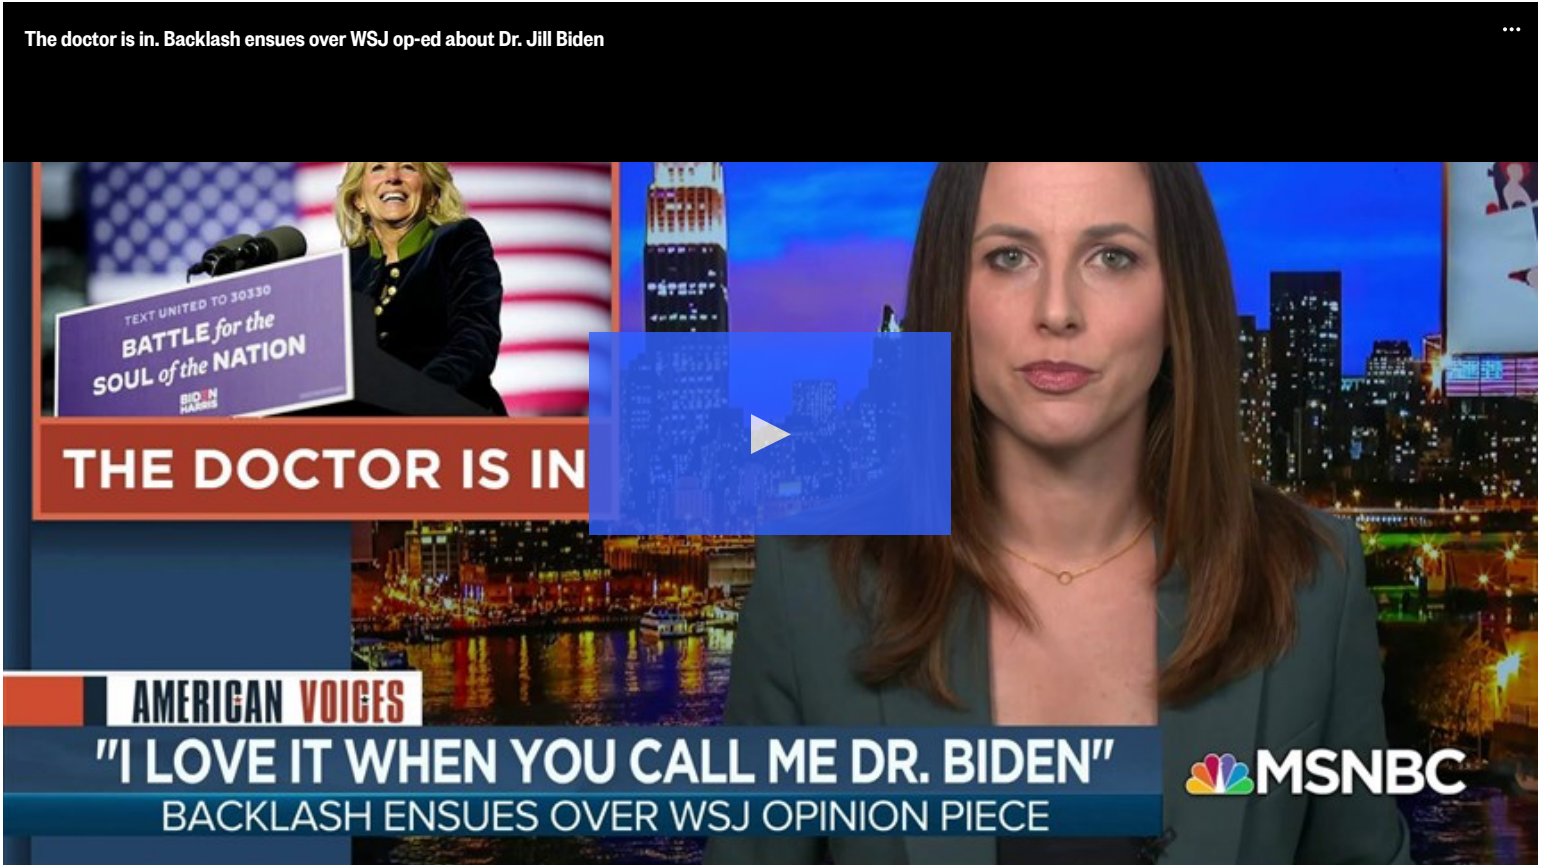 The doctor is in. Backlash ensues over WSJ op-ed about Dr. Jill Biden
TEXT UNITED TO 30330
BATTLE for the
SOUL of the NATION
BIDEN
HARRIS
THE DOCTOR IS IN
AMERICAN VOICES
"I LOVE IT WHEN YOU CALL ME DR. BIDEN"
BACKLASH ENSUES OVER WSJ OPINION PIECE
MSNBC